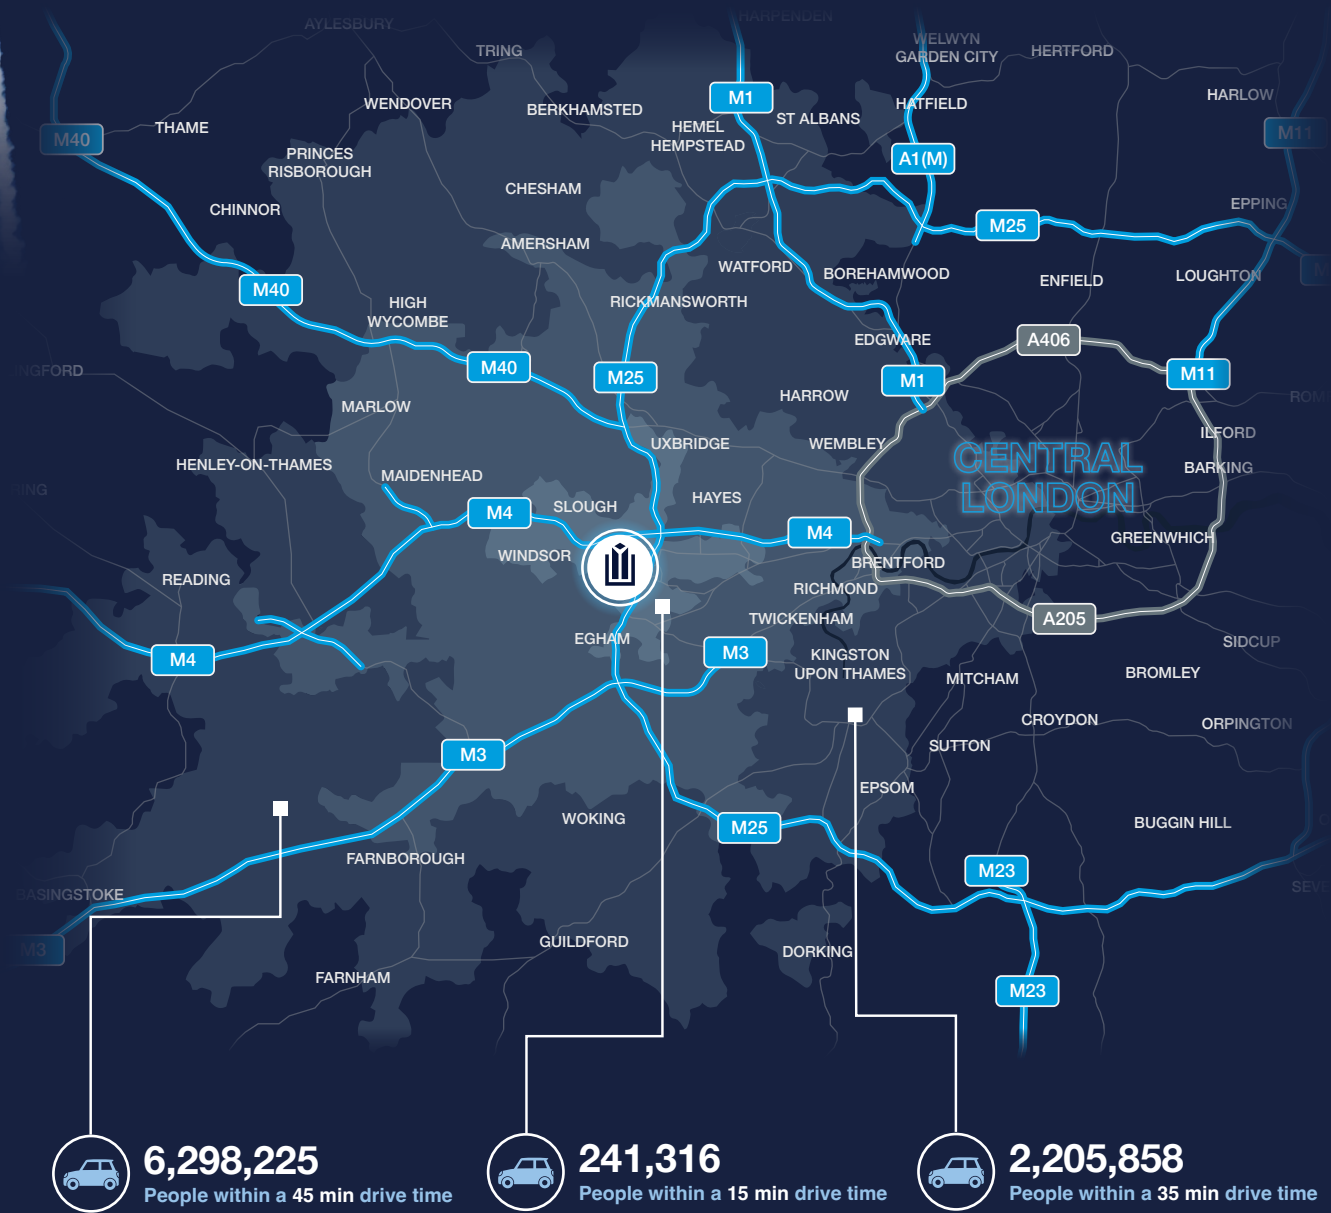 AYLESBURY
HARPENDEN
TRING
WELWYN
GARDEN CITY
HERTFORD
WENDOVER
BERKHAMSTED
M1
HATFIELD
HARLOW
ST ALBANS
THAME
HEMEL
HEMPSTEAD
M40
M11
PRINCES
RISBOROUGH
A1(M)
CHESHAM
CHINNOR
EPPING
M25
AMERSHAM
WATFORD
BOREHAMWOOD
ENFIELD
LOUGHTON
M40
RICKMANSWORTH
HIGH
WYCOMBE
EDGWARE
A406
M40
M25
M1
M11
INGFORD
HARROW
MARLOW
UXBRIDGE
WEMBLEY
ILFORD
CENTRAL
LONDON
HENLEY-ON-THAMES
MAIDENHEAD
BARKING
HAYES
SLOUGH
M4
M4
GREENWHICH
WINDSOR
BRENTFORD
READING
RICHMOND
TWICKENHAM
A205
EGHAM
SIDCUP
M4
M3
KINGSTON
UPON THAMES
MITCHAM
BROMLEY
CROYDON
ORPINGTON
SUTTON
M3
EPSOM
WOKING
M25
BUGGIN HILL
FARNBOROUGH
M23
BASINGSTOKE
SEVE
M3
GUILDFORD
DORKING
FARNHAM
M23
6,298,225
People within a 45 min drive time
241,316
People within a 15 min drive time
2,205,858
People within a 35 min drive time